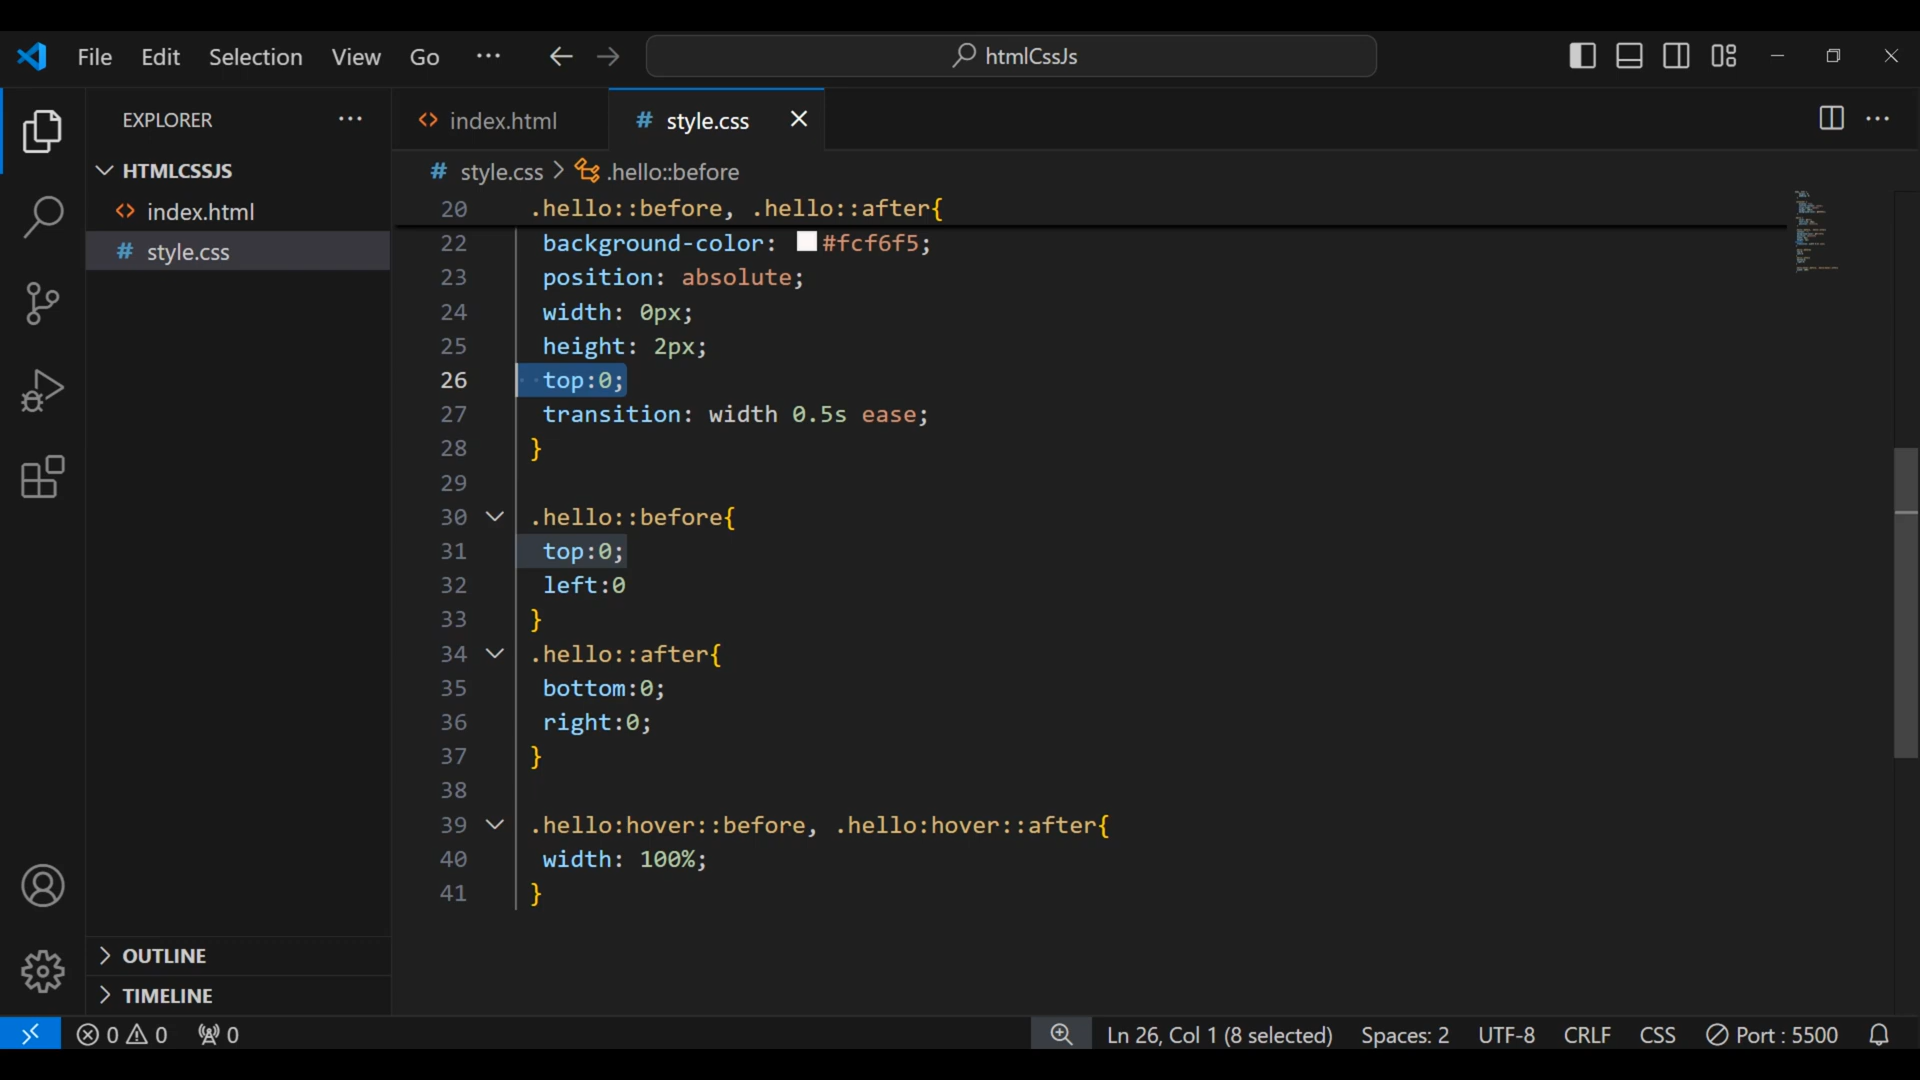 File Edit Selection View Go ··· htmlCssJs
EXPLORER ···
HTMLCSSJS
index.html
# style.css
OUTLINE
TIMELINE
index.html # style.css
# style.css > .hello::before
20 .hello::before, .hello::after{
22 background-color: #fcf6f5;
23 position: absolute;
24 width: 0px;
25 height: 2px;
26 top:0;
27 transition: width 0.5s ease;
28 }
29
30 .hello::before{
31 top:0;
32 left:0
33 }
34 .hello::after{
35 bottom:0;
36 right:0;
37 }
38
39 .hello:hover::before, .hello:hover::after{
40 width: 100%;
41 }
0 0 0 Ln 26, Col 1 (8 selected) Spaces: 2 UTF-8 CRLF CSS Port : 5500